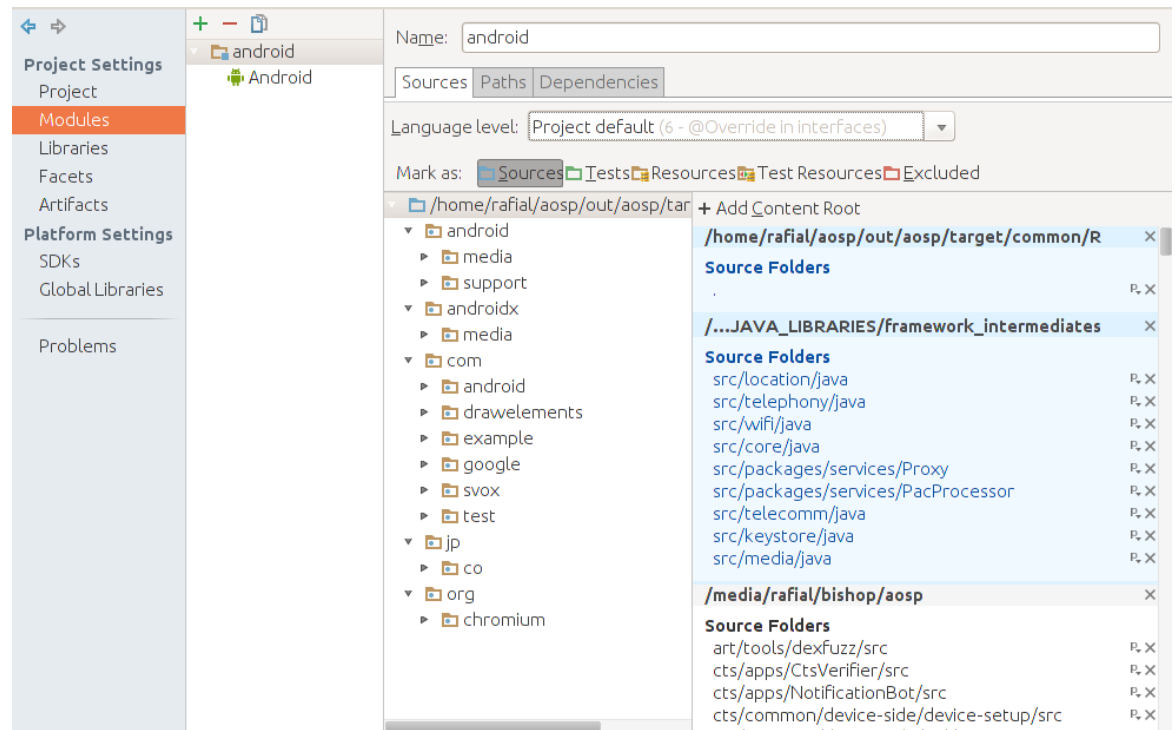 Project Settings
Project
Modules
Libraries
Facets
Artifacts
Platform Settings
SDKs
Global Libraries
Problems
android
Android
Name: android
Sources Paths Dependencies
Language level: Project default (6 - @Override in interfaces)
Mark as: Sources Tests Resources Test Resources Excluded
/home/rafial/aosp/out/aosp/tar
android
media
support
androidx
media
com
android
drawelements
example
google
svox
test
jp
co
org
chromium
+ Add Content Root
/home/rafial/aosp/out/aosp/target/common/R
Source Folders
.
/...JAVA_LIBRARIES/framework_intermediates
Source Folders
src/location/java
src/telephony/java
src/wifi/java
src/core/java
src/packages/services/Proxy
src/packages/services/PacProcessor
src/telecomm/java
src/keystore/java
src/media/java
/media/rafial/bishop/aosp
Source Folders
art/tools/dexfuzz/src
cts/apps/CtsVerifier/src
cts/apps/NotificationBot/src
cts/common/device-side/device-setup/src